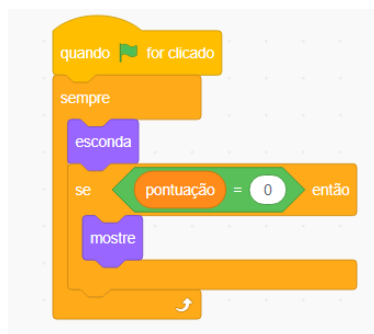 quando for clicado
sempre
esconda
se pontuação = 0 então
mostre